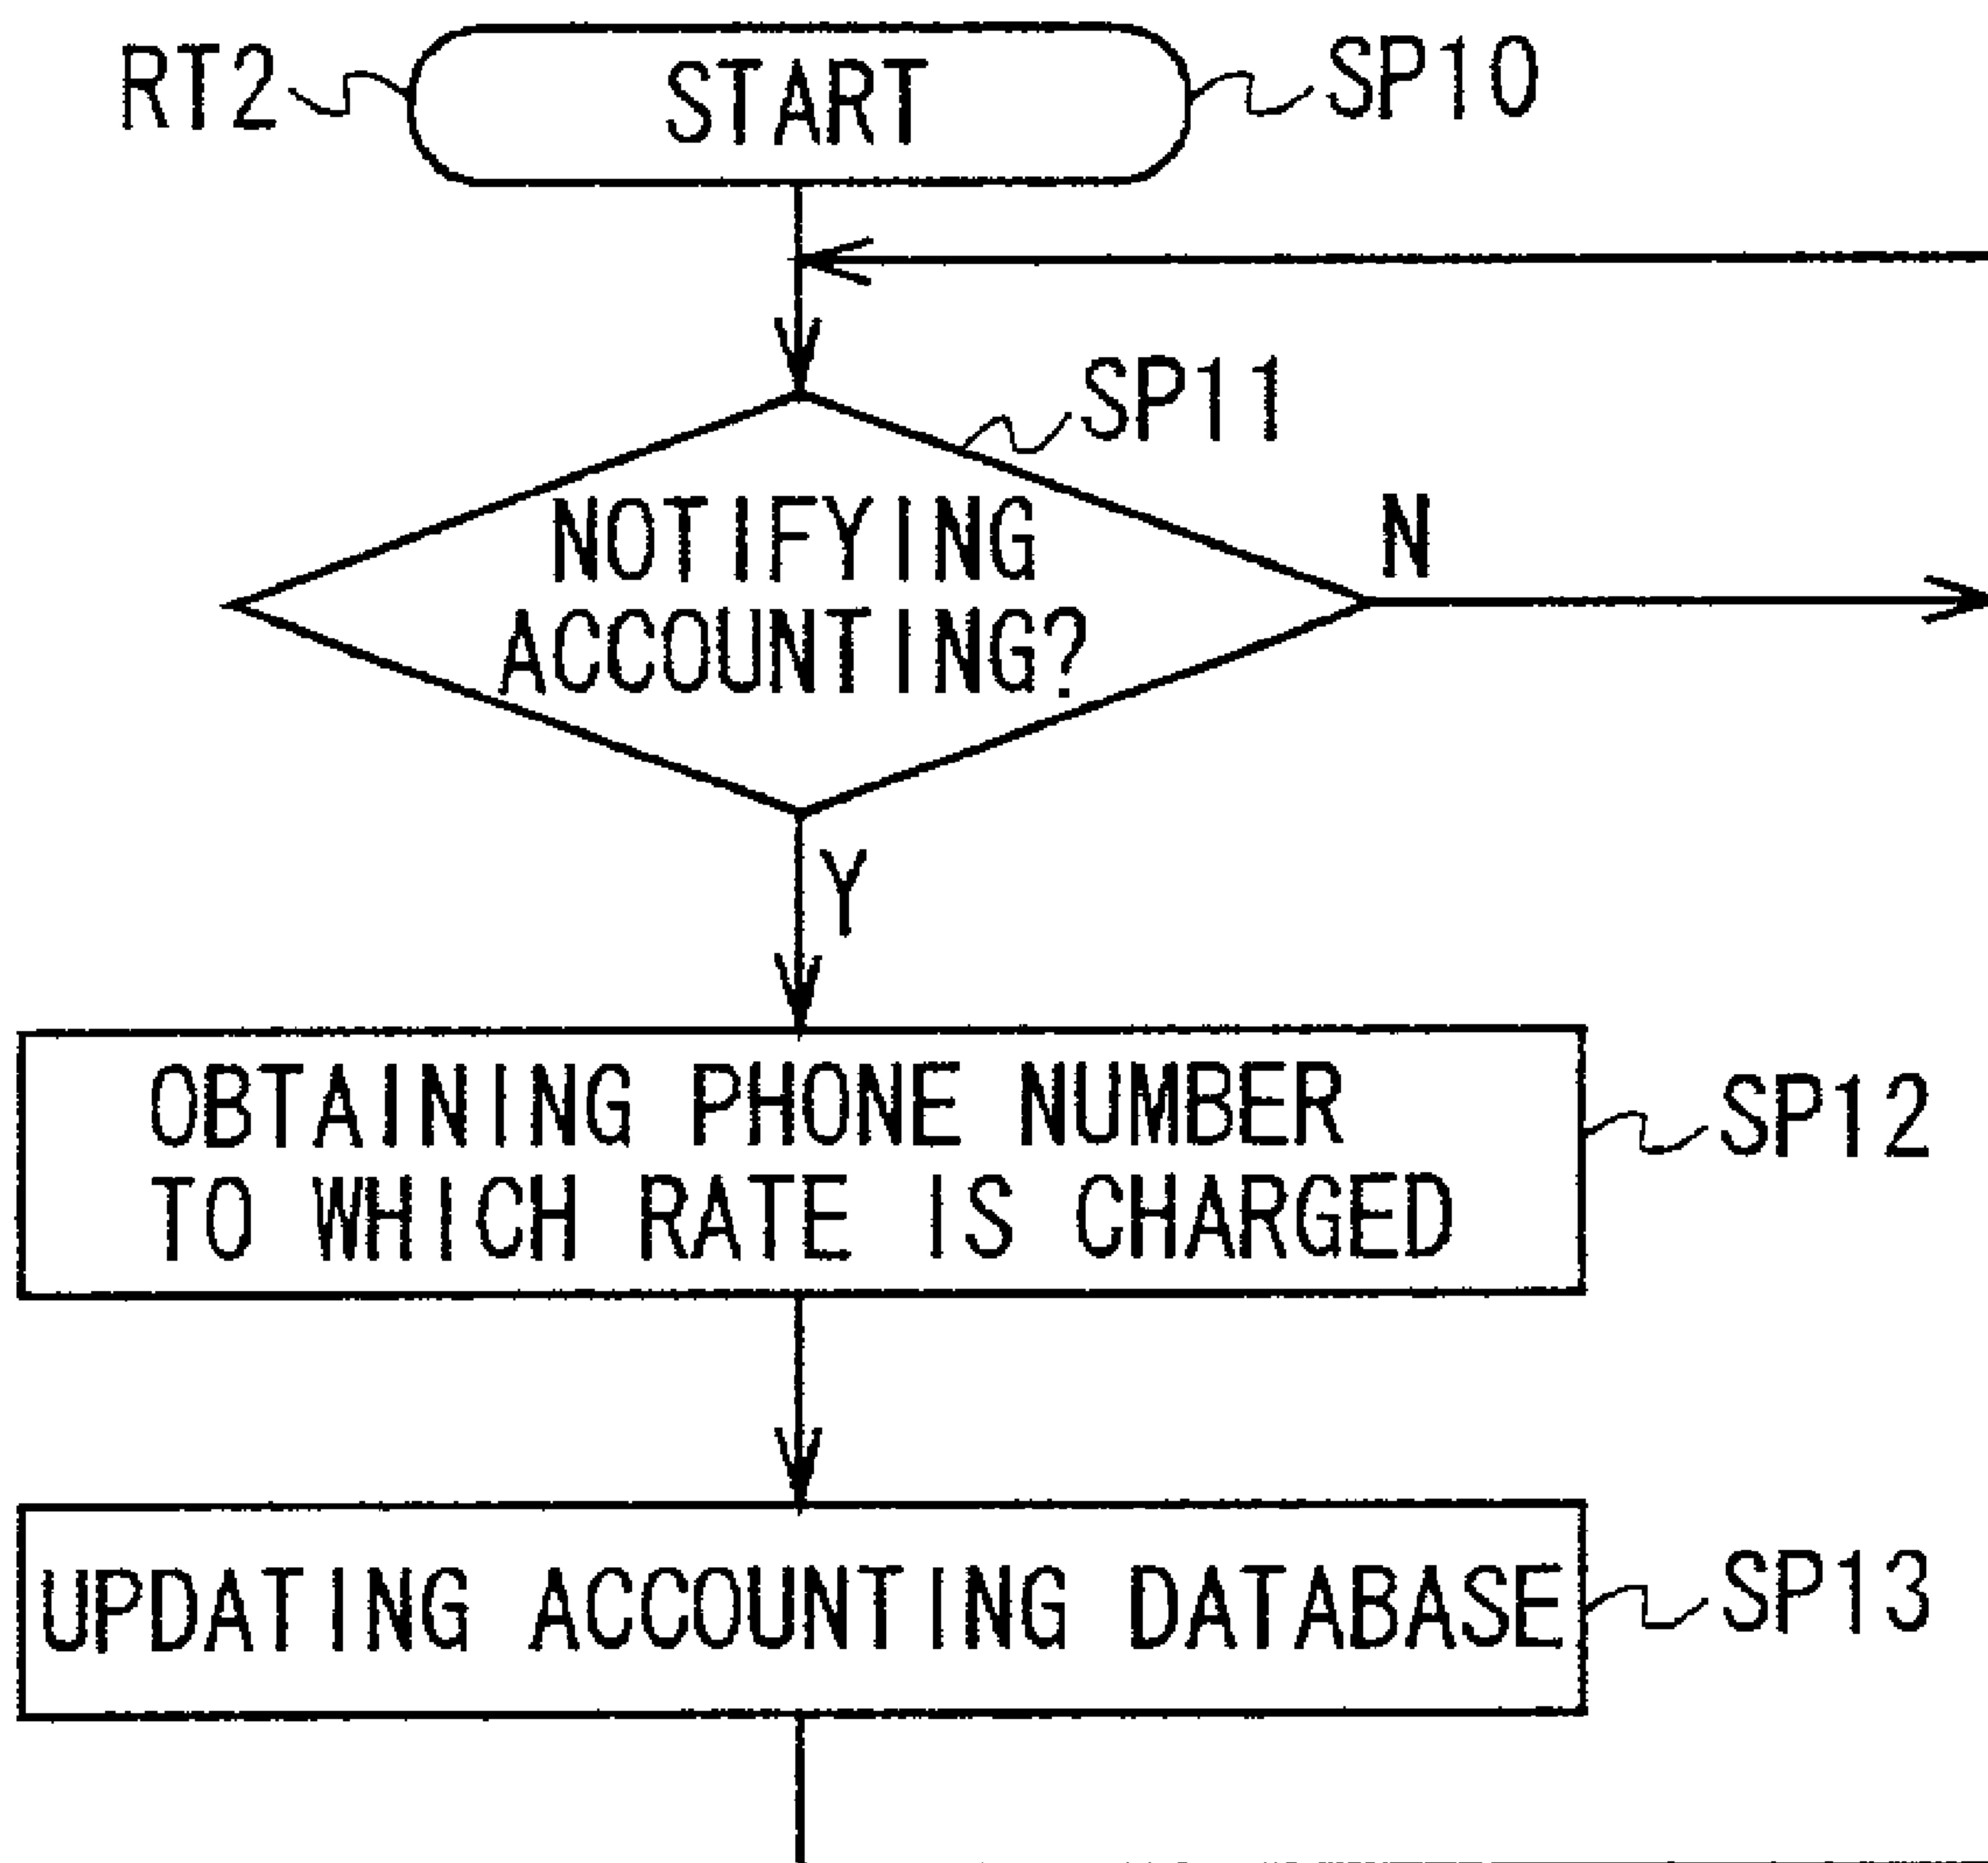 RT2
START
SP10
SP11
NOTIFYING
ACCOUNTING?
N
Y
OBTAINING PHONE NUMBER
TO WHICH RATE IS CHARGED
SP12
UPDATING ACCOUNTING DATABASE
SP13